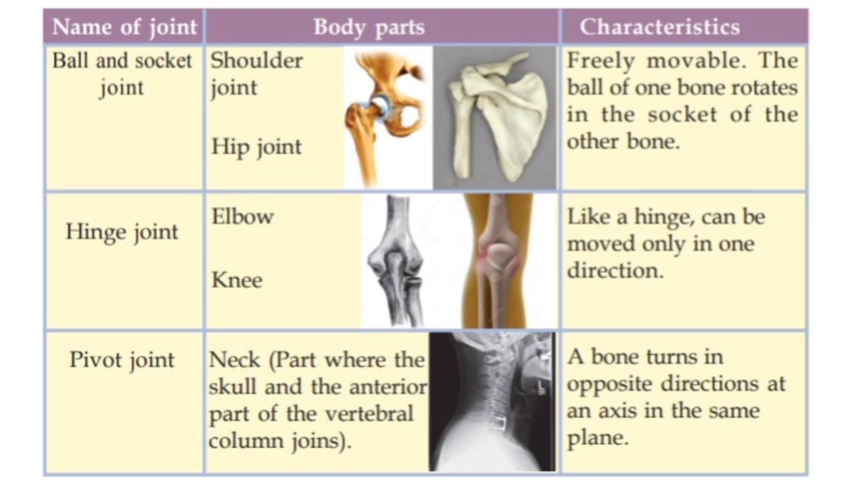 Name of joint
Body parts
Characteristics
Ball and socket
joint
Shoulder
joint
Hip joint
Freely movable. The
ball of one bone rotates
in the socket of the
other bone.
Hinge joint
Elbow
Knee
Like a hinge, can be
moved only in one
direction.
Pivot joint
Neck (Part where the
skull and the anterior
part of the vertebral
column joins).
A bone turns in
opposite directions at
an axis in the same
plane.